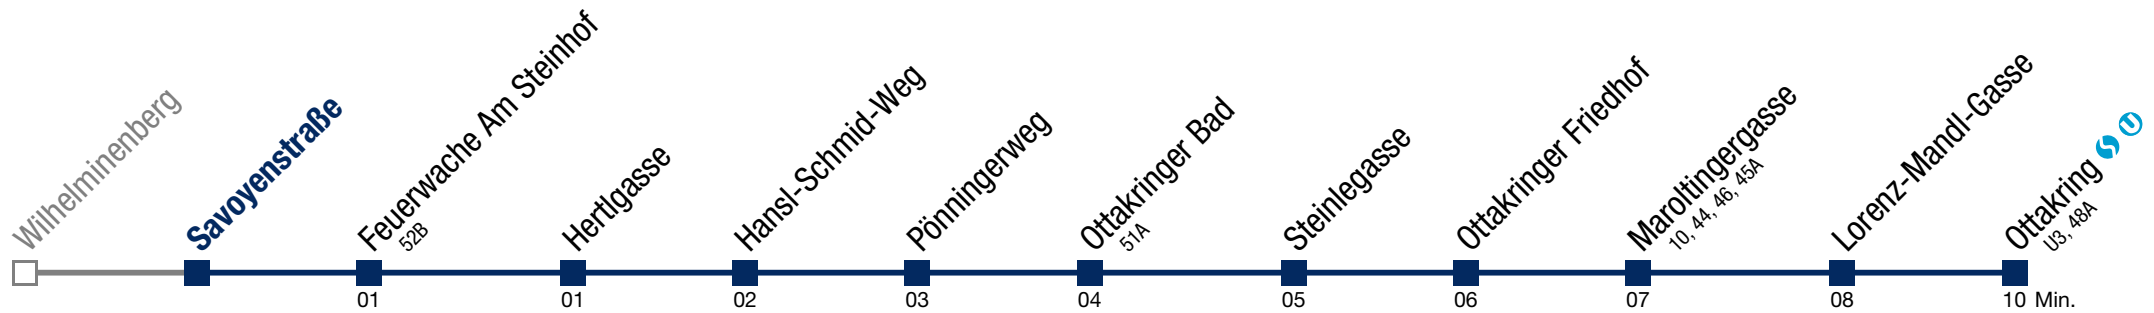 Wilhelminenberg
Savoyenstraße
Feuerwache Am Steinhof
52B
Hertlgasse
Hansl-Schmid-Weg
Pönningerweg
Ottakringer Bad
51A
Steinlegasse
Ottakringer Friedhof
Maroltingergasse
10, 44, 46, 45A
Lorenz-Mandl-Gasse
Ottakring S U
U3, 48A
01 01 02 03 04 05 06 07 08 10 Min.